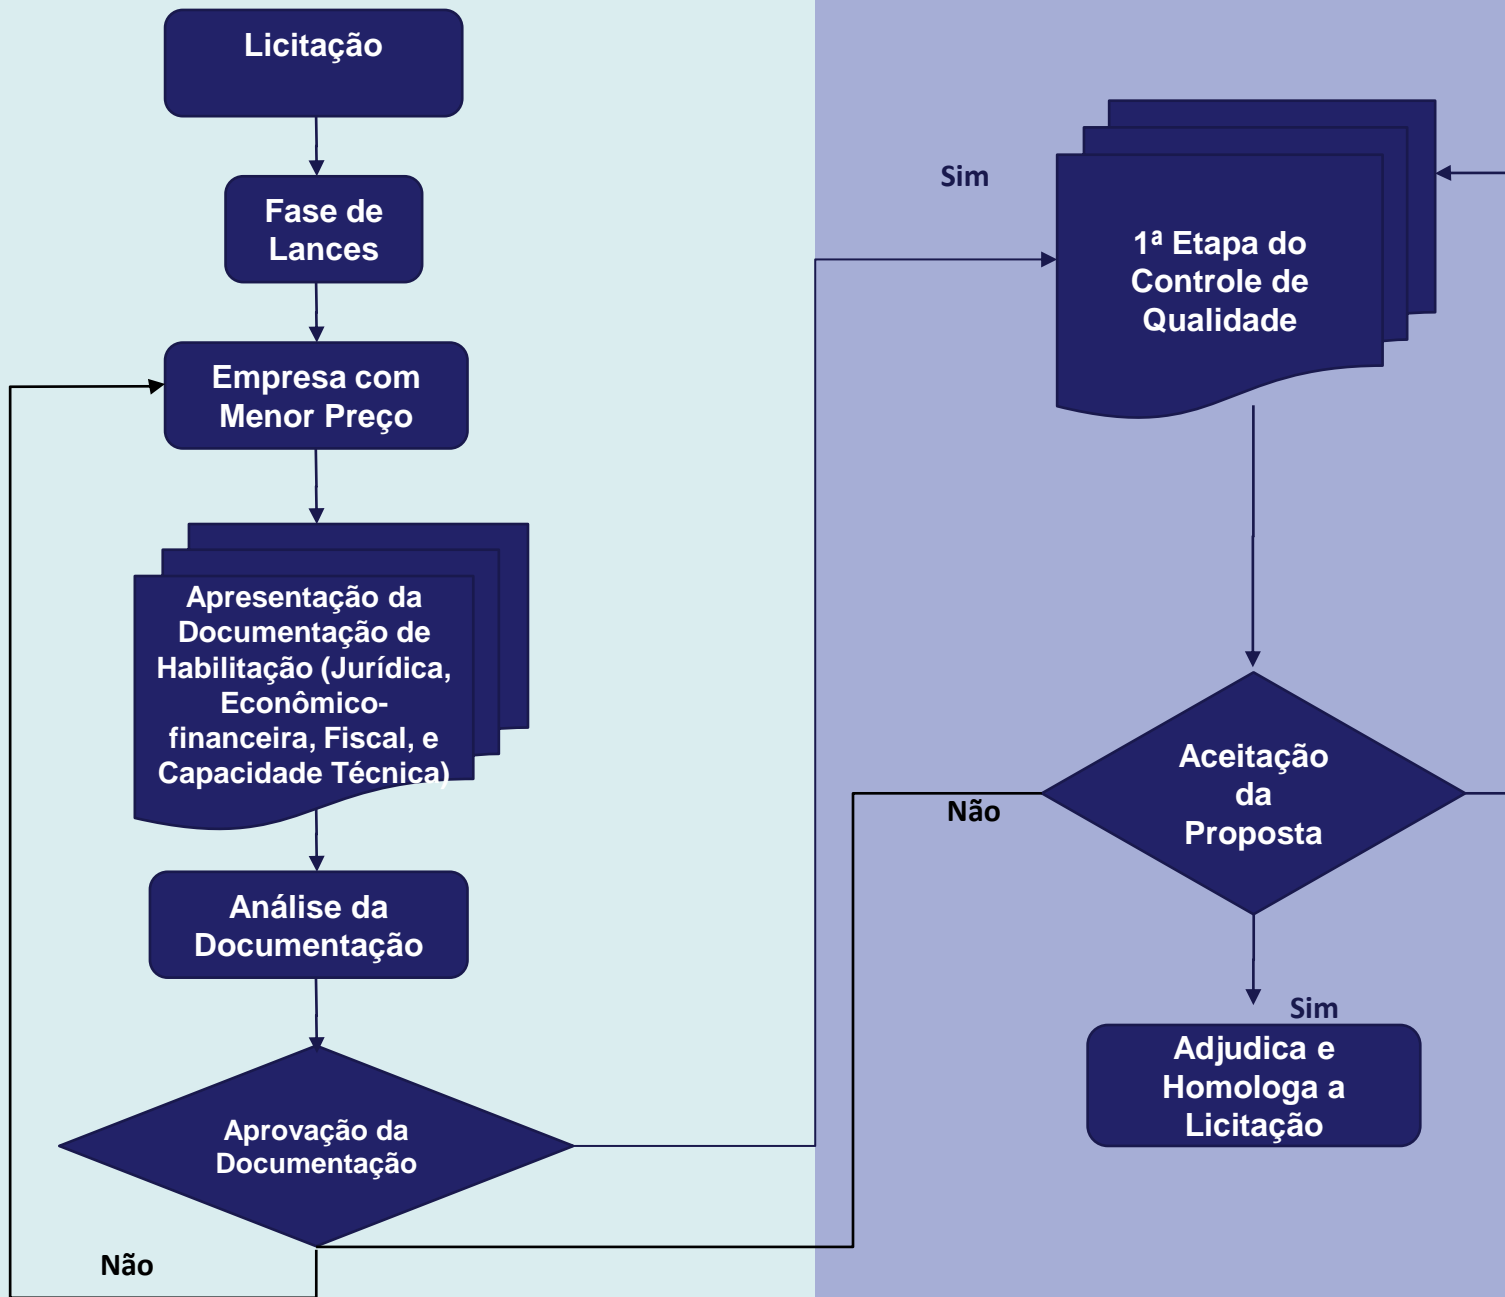 Licitação
Fase de
Lances
Empresa com
Menor Preço
Apresentação da
Documentação de
Habilitação (Jurídica,
Econômico-
financeira, Fiscal, e
Capacidade Técnica)
Análise da
Documentação
Aprovação da
Documentação
Não
Sim
1ª Etapa do
Controle de
Qualidade
Aceitação
da
Proposta
Não
Sim
Adjudica e
Homologa a
Licitação